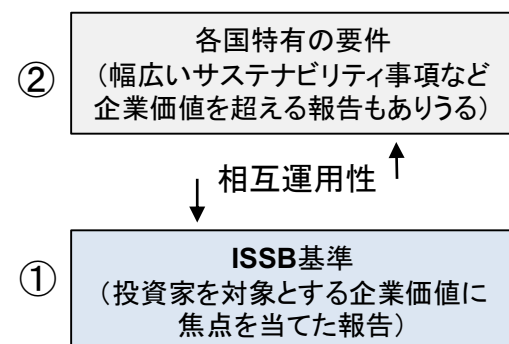 ②
各国特有の要件
（幅広いサステナビリティ事項など
企業価値を超える報告もありうる）
相互運用性
①
ISSB基準
（投資家を対象とする企業価値に
焦点を当てた報告）